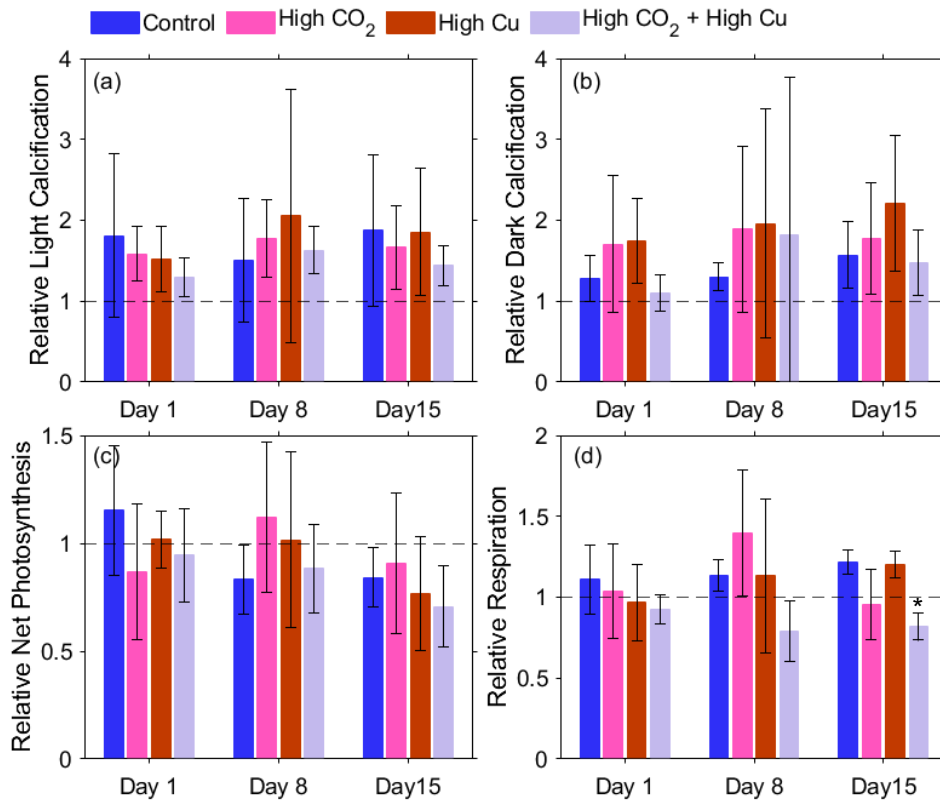 Control High CO₂ High Cu High CO₂ + High Cu
(a)
Relative Light Calcification
4
3
2
1
0
Day 1 Day 8 Day15
(b)
Relative Dark Calcification
4
3
2
1
0
Day 1 Day 8 Day15
(c)
Relative Net Photosynthesis
1.5
1
0.5
0
Day 1 Day 8 Day15
(d)
Relative Respiration
2
1.5
1
0.5
0
*
Day 1 Day 8 Day15